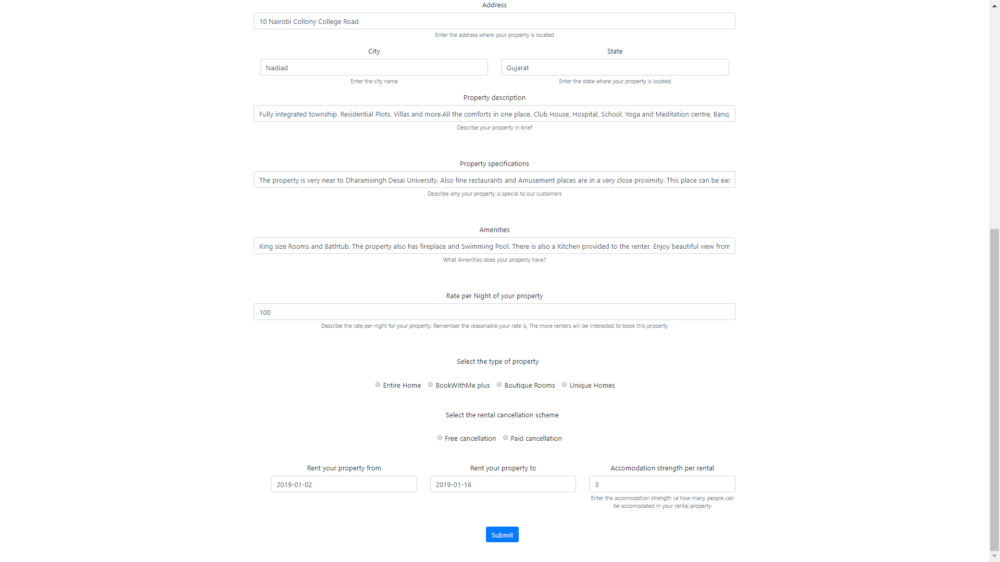 Address
10 Nairobi Collony College Road
Enter the address where your property is located
City
State
Nadiad
Gujarat
Enter the city name
Enter the state where your property is located
Property description
Fully integrated township. Residential Plots, Villas and more.All the comforts in one place. Club House, Hospital, School, Yoga and Meditation centre, Banq
Describe your property in brief
Property specifications
The property is very near to Dharamsingh Desai University. Also fine restaurants and Amusement places are in a very close proximity. This place can be eas
Describe why your property is special to our customers
Amenities
King size Rooms and Bathtub. The property also has fireplace and Swimming Pool. There is also a Kitchen provided to the renter. Enjoy beautiful view from
What Amenities does your property have?
Rate per Night of your property
100
Describe the rate per night for your property. Remember the reasonable your rate is, The more renters will be interested to book this property
Select the type of property
Entire Home BookWithMe plus Boutique Rooms Unique Homes
Select the rental cancellation scheme
Free cancellation Paid cancellation
Rent your property from
Rent your property to
Accomodation strength per rental
2019-01-02
2019-01-16
3
Enter the accomodation strength i.e how many people can
be accomodated in your rental property
Submit